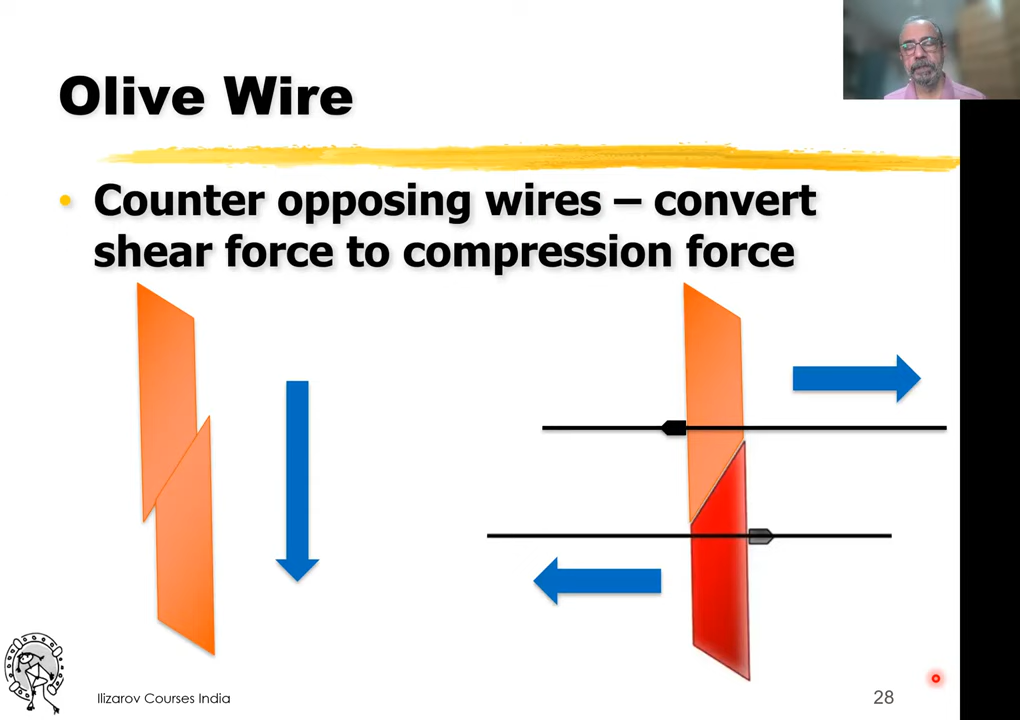 Olive Wire
• Counter opposing wires – convert
shear force to compression force
Ilizarov Courses India
28